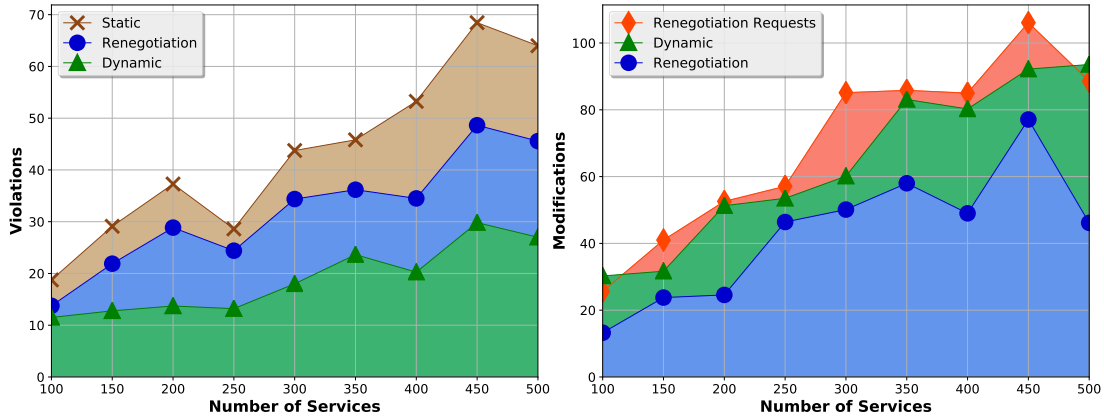 70
60
50
40
30
20
10
0
Violations
Static
Renegotiation
Dynamic
100 150 200 250 300 350 400 450 500
Number of Services
100
80
60
40
20
0
Modifications
Renegotiation Requests
Dynamic
Renegotiation
100 150 200 250 300 350 400 450 500
Number of Services